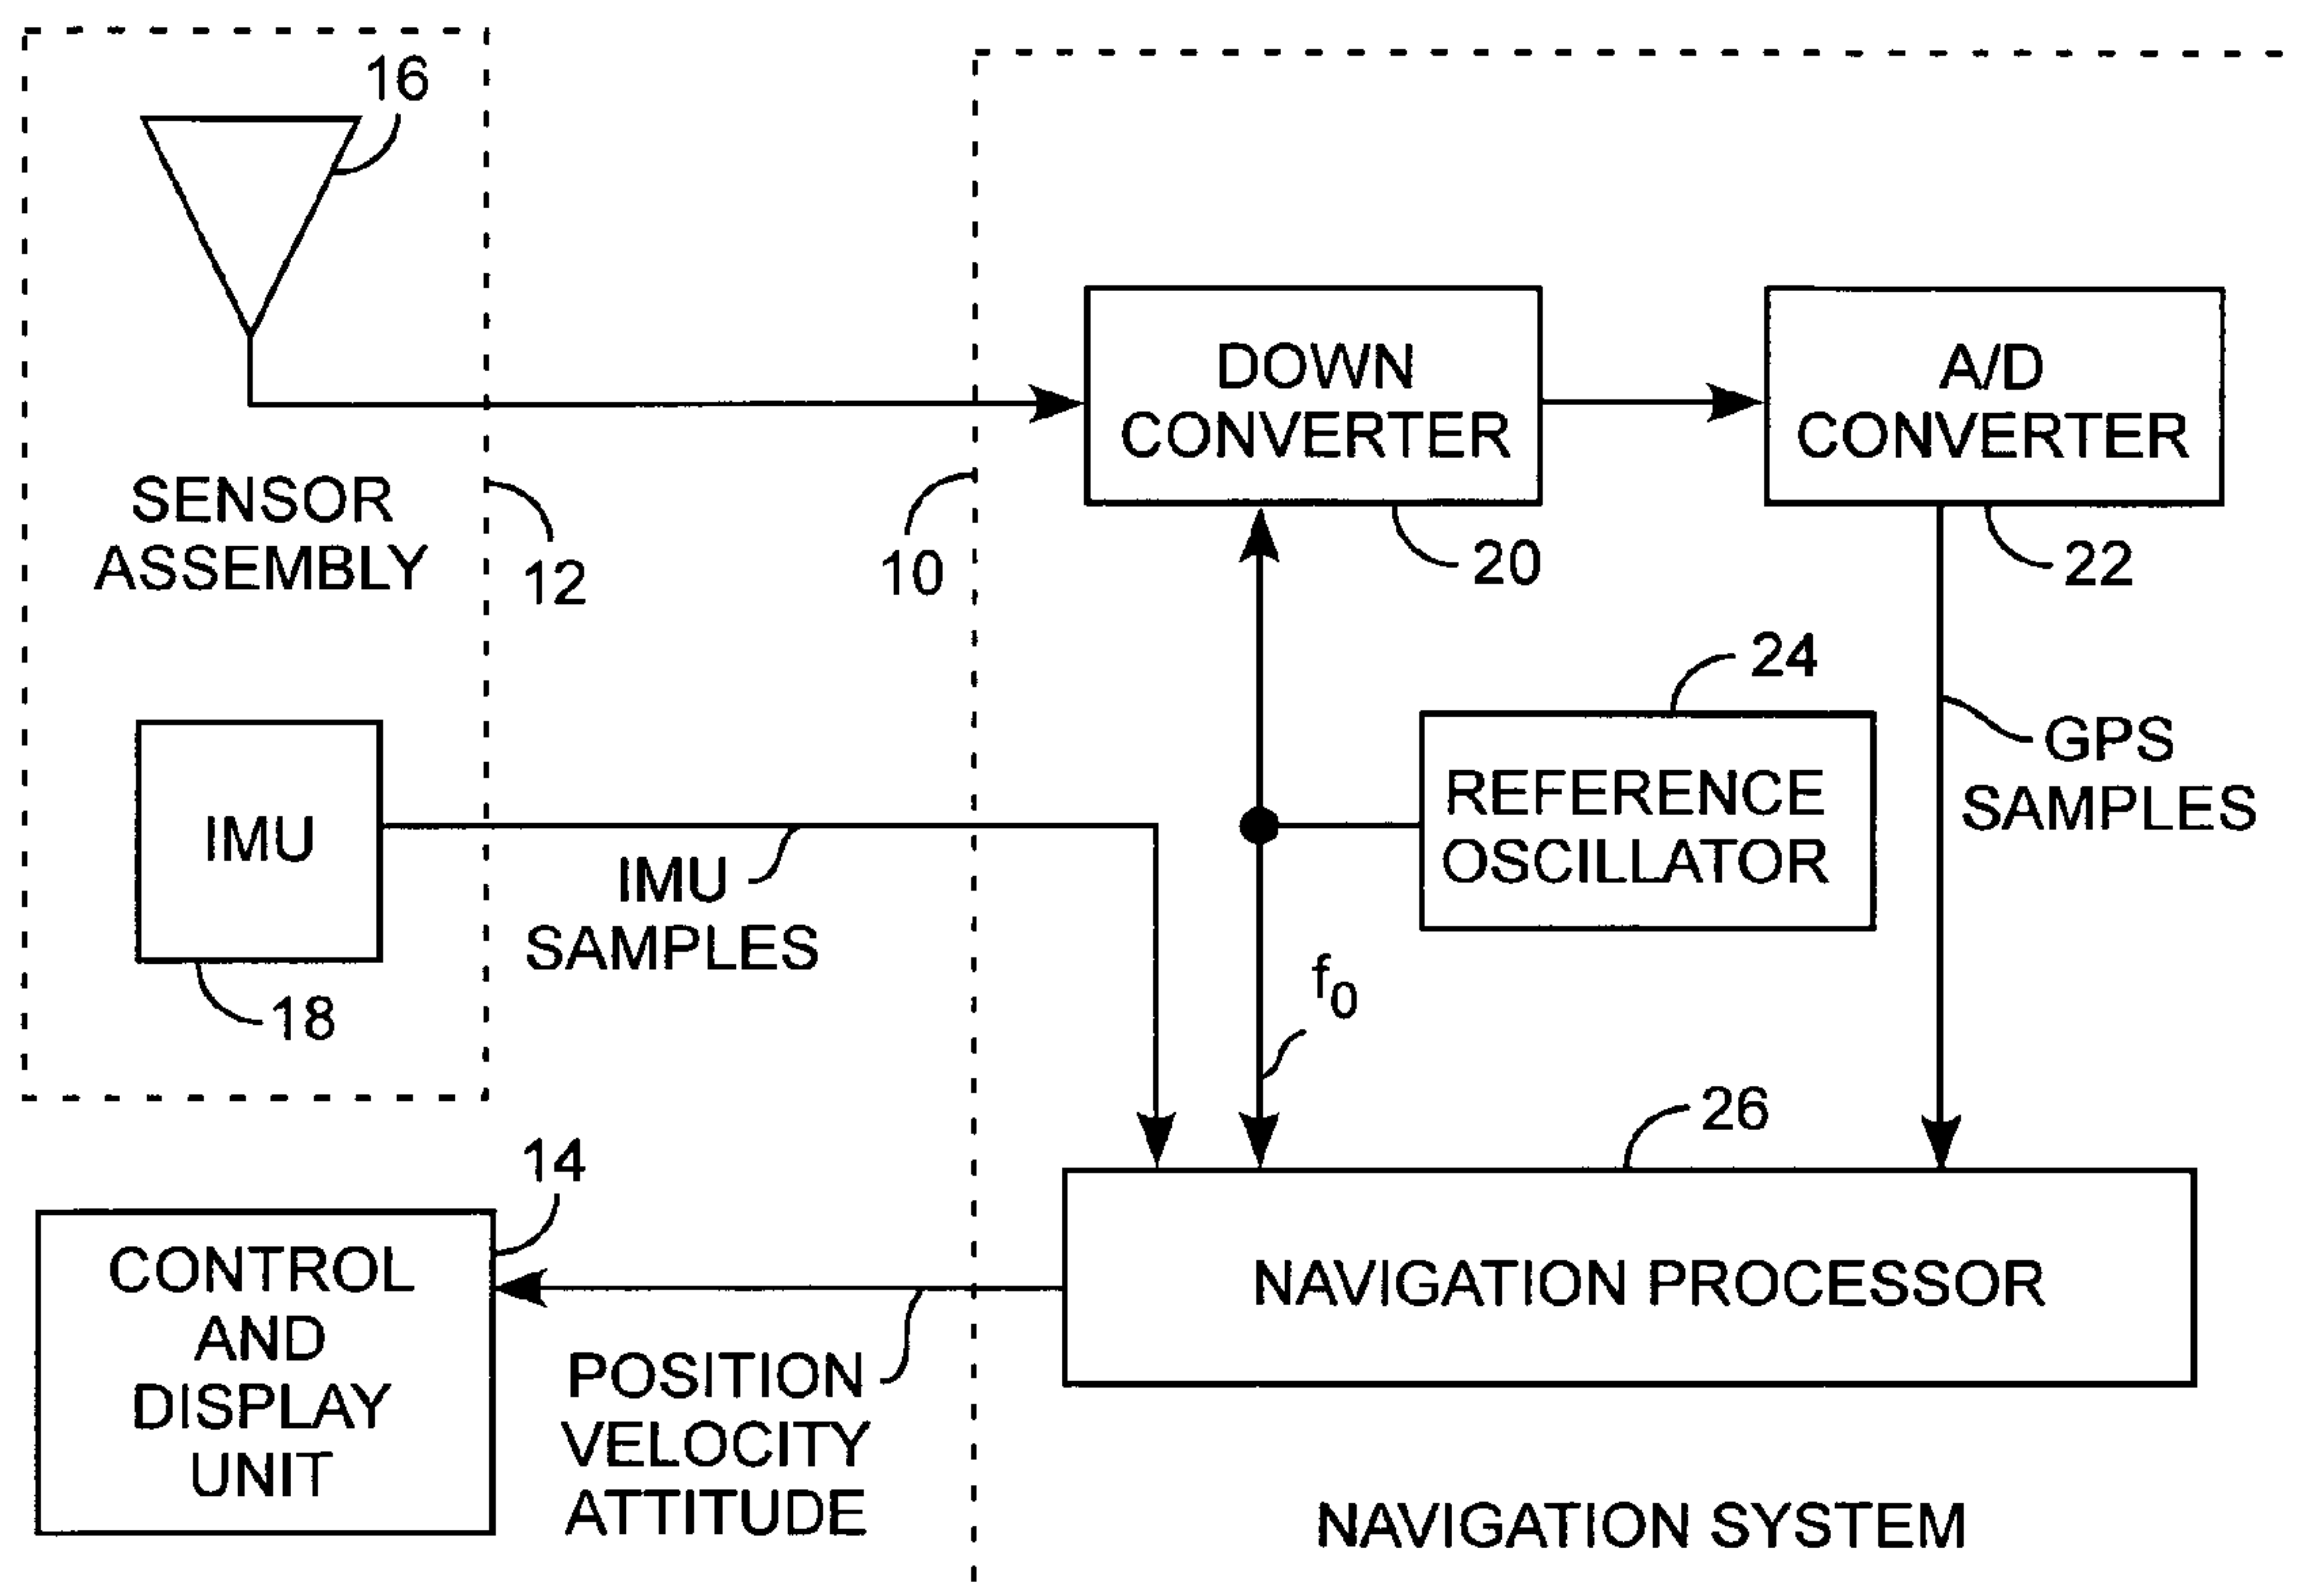 16
DOWN
CONVERTER
A/D
CONVERTER
SENSOR
ASSEMBLY
12
10
20
22
24
GPS
SAMPLES
REFERENCE
OSCILLATOR
IMU
IMU
SAMPLES
18
f0
26
14
CONTROL
AND
DISPLAY
UNIT
NAVIGATION PROCESSOR
POSITION
VELOCITY
ATTITUDE
NAVIGATION SYSTEM